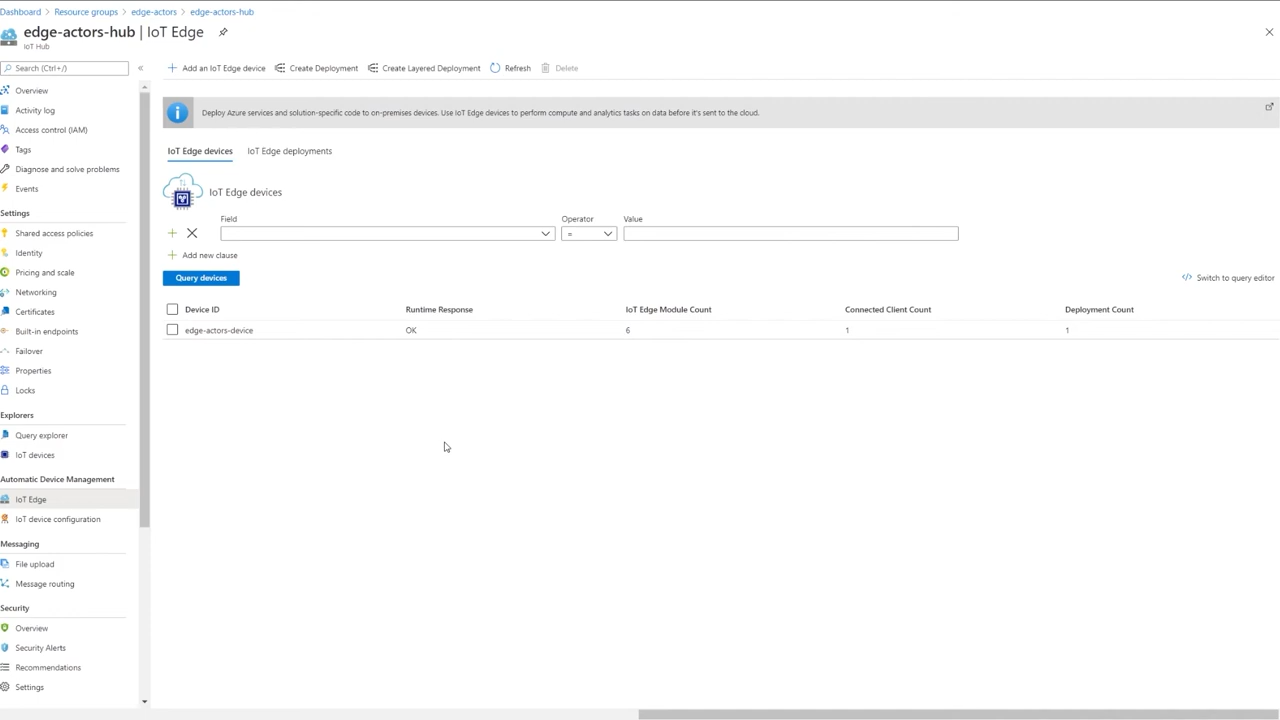 Dashboard > Resource groups > edge-actors > edge-actors-hub
edge-actors-hub | IoT Edge
IoT Hub
Search (Ctrl+/)
«
Overview
Activity log
Access control (IAM)
Tags
Diagnose and solve problems
Events
Settings
Shared access policies
Identity
Pricing and scale
Networking
Certificates
Built-in endpoints
Failover
Properties
Locks
Explorers
Query explorer
IoT devices
Automatic Device Management
IoT Edge
IoT device configuration
Messaging
File upload
Message routing
Security
Overview
Security Alerts
Recommendations
Settings
Add an IoT Edge device Create Deployment Create Layered Deployment Refresh Delete
Deploy Azure services and solution-specific code to on-premises devices. Use IoT Edge devices to perform compute and analytics tasks on data before it's sent to the cloud.
IoT Edge devices IoT Edge deployments
IoT Edge devices
Field Operator Value
=
Add new clause
Query devices
Switch to query editor
Device ID Runtime Response IoT Edge Module Count Connected Client Count Deployment Count
edge-actors-device OK 6 1 1